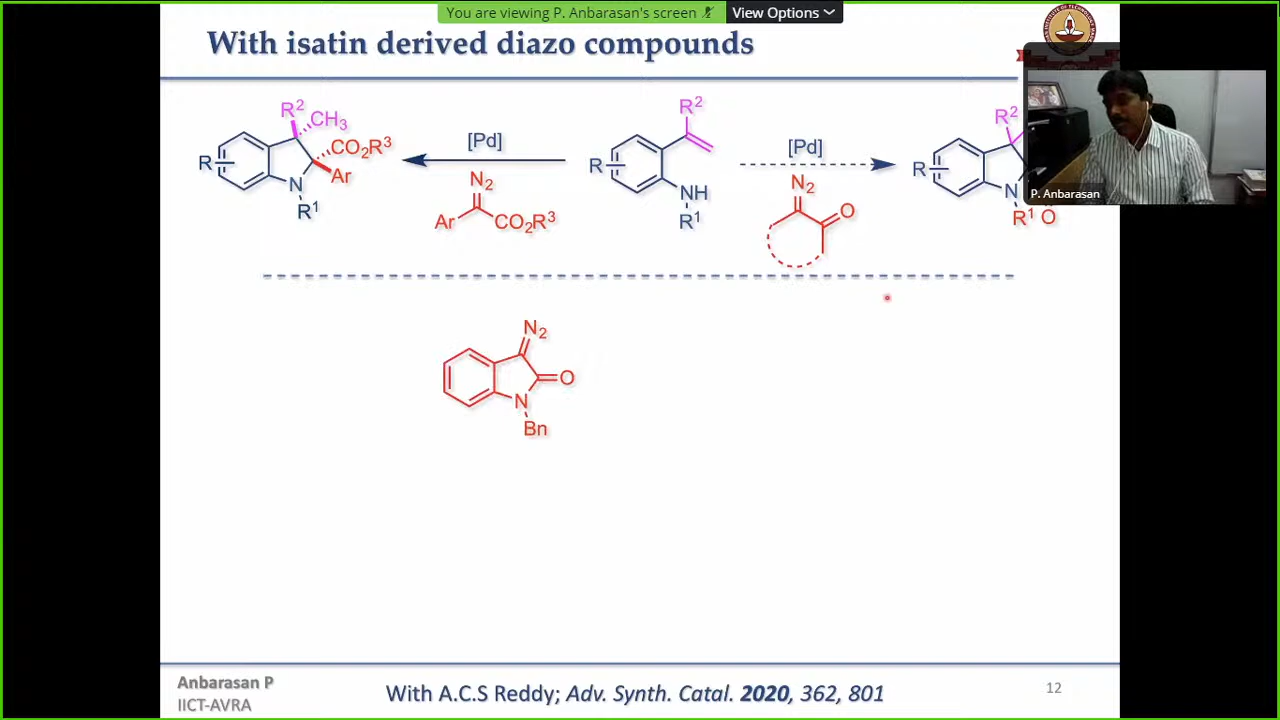 You are viewing P. Anbarasan's screen
View Options
With isatin derived diazo compounds
R²
CH₃
CO₂R³
R
N
Ar
R¹
[Pd]
N₂
Ar
CO₂R³
R²
R
NH
R¹
[Pd]
N₂
O
R²
R
N
R¹
O
P. Anbarasan
N₂
O
N
Bn
Anbarasan P
IICT-AVRA
With A.C.S Reddy; Adv. Synth. Catal. 2020, 362, 801
12